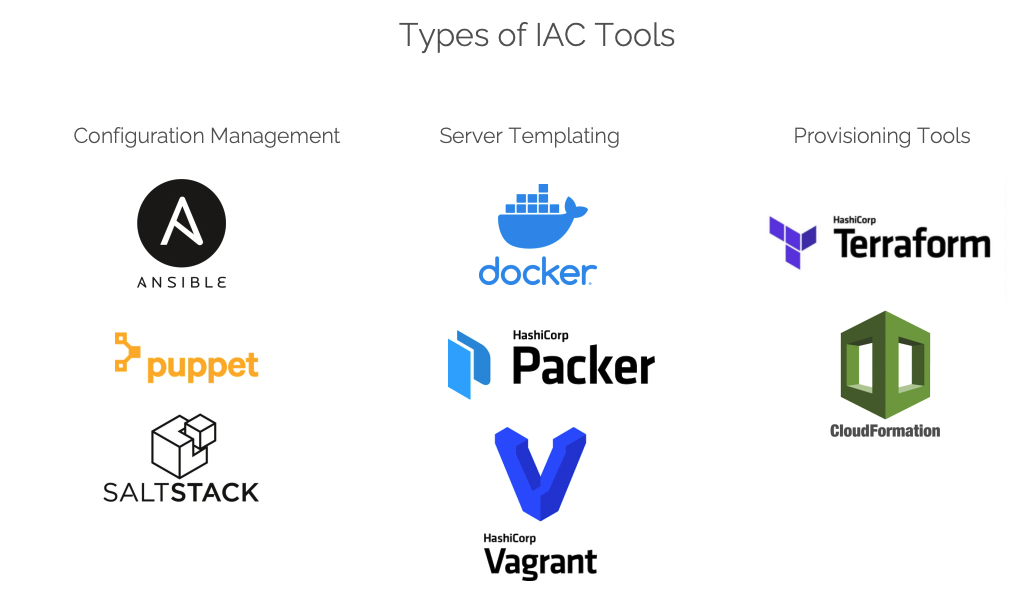 Types of IAC Tools
Configuration Management
Server Templating
Provisioning Tools
ANSIBLE
puppet
SALTSTACK
docker
HashiCorp
Packer
HashiCorp
Vagrant
HashiCorp
Terraform
CloudFormation